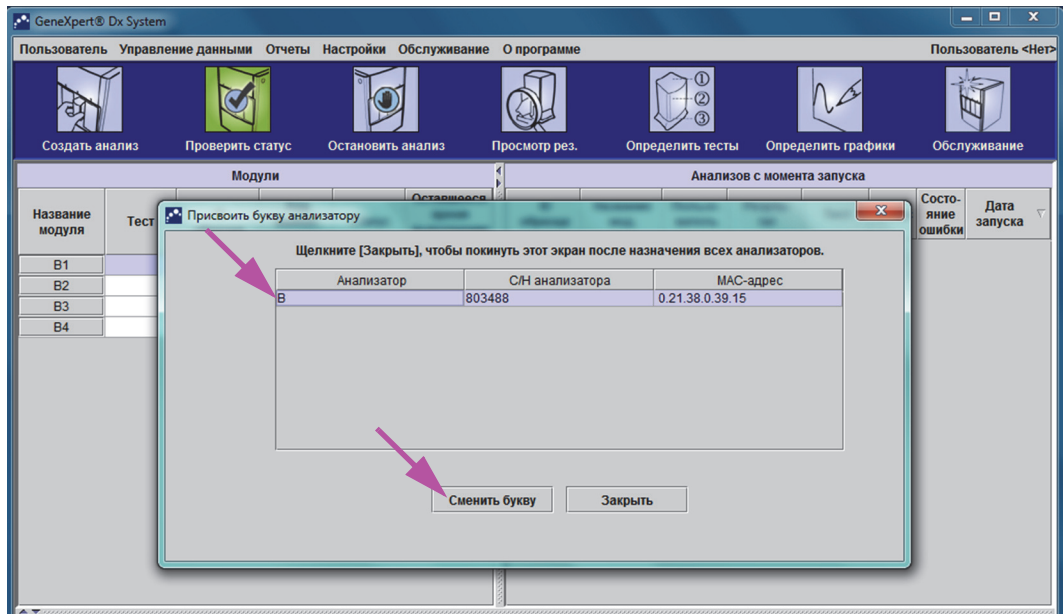 GeneXpert® Dx System
Пользователь Управление данными Отчеты Настройки Обслуживание О программе Пользователь <Нет>
Создать анализ Проверить статус Остановить анализ Просмотр рез. Определить тесты Определить графики Обслуживание
Модули Анализов с момента запуска
Название модуля Тест Оставшееся Состо-яние ошибки Дата запуска
Присвоить букву анализатору
Щелкните [Закрыть], чтобы покинуть этот экран после назначения всех анализаторов.
Анализатор С/Н анализатора MAC-адрес
B 803488 0.21.38.0.39.15
B1
B2
B3
B4
Сменить букву Закрыть